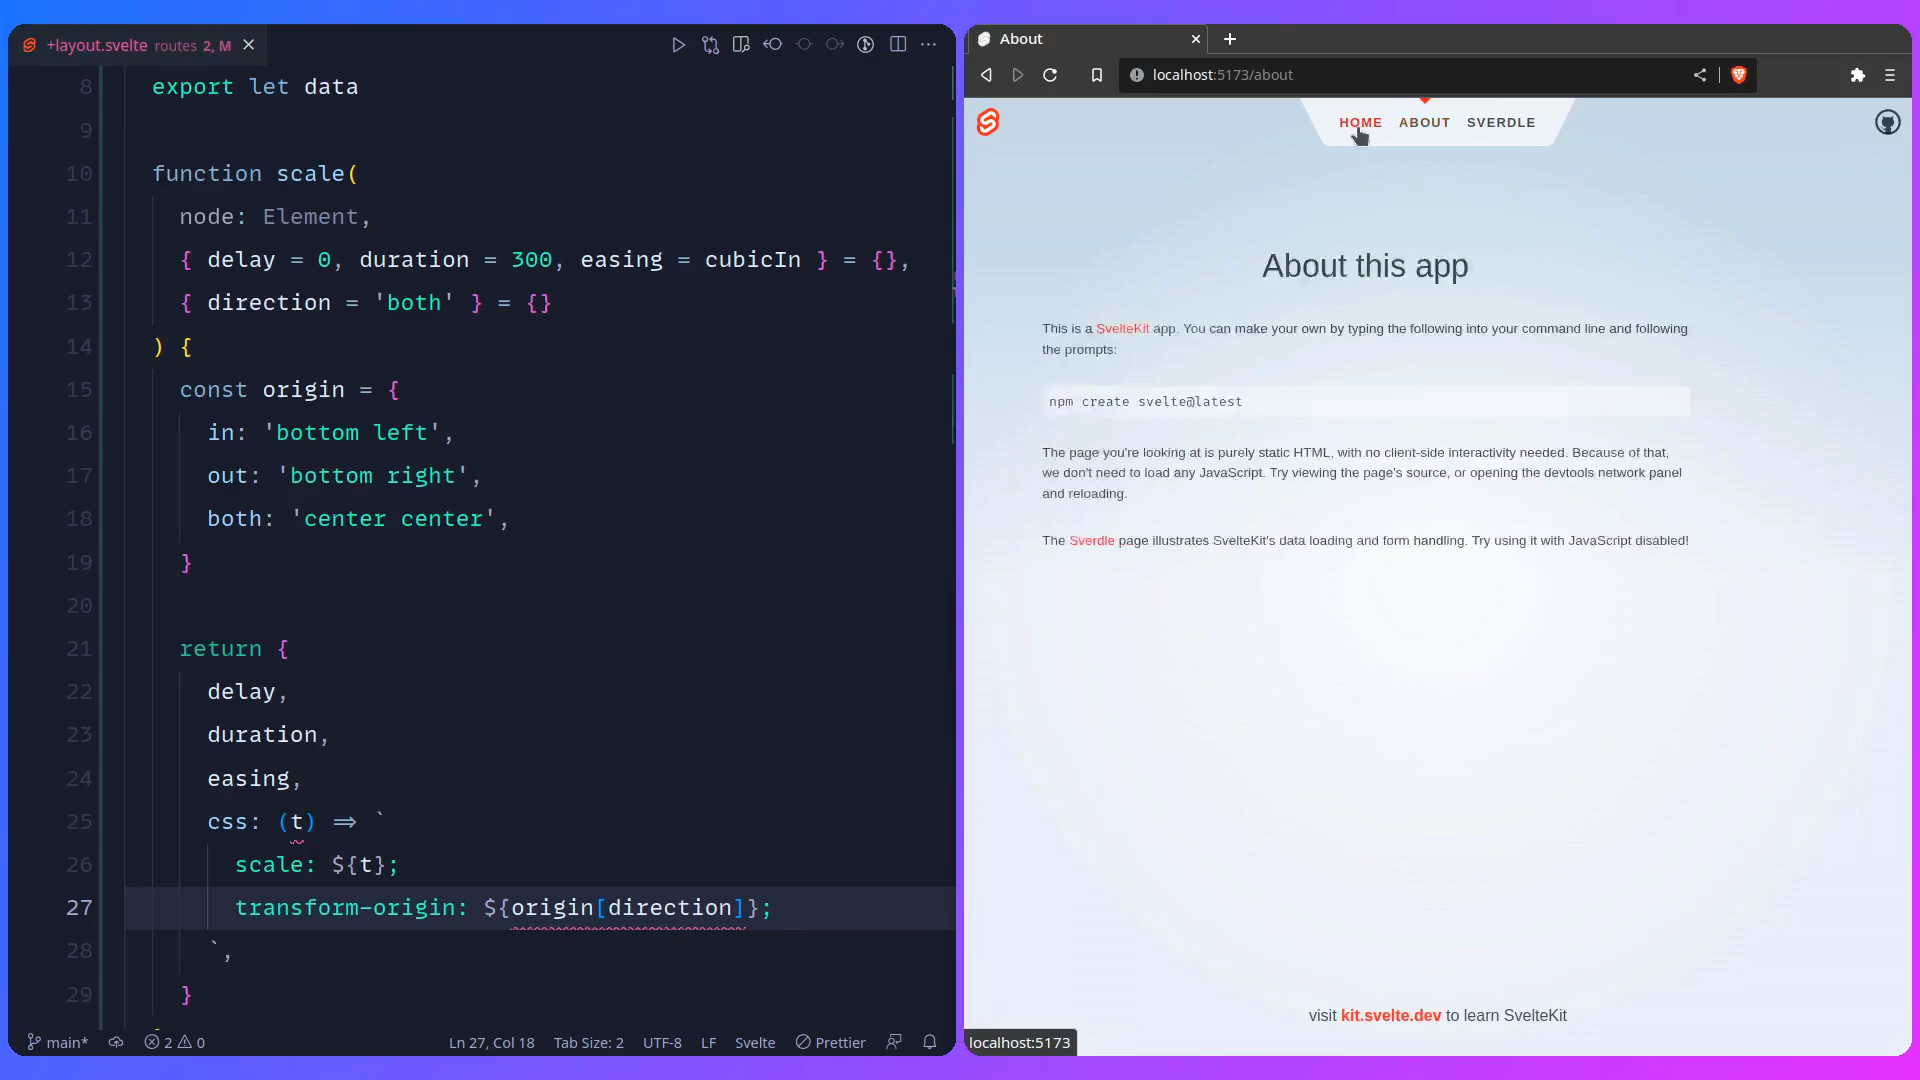 +layout.svelte routes 2, M
8 export let data
9
10 function scale(
11 node: Element,
12 { delay = 0, duration = 300, easing = cubicIn } = {},
13 { direction = 'both' } = {}
14 ) {
15 const origin = {
16 in: 'bottom left',
17 out: 'bottom right',
18 both: 'center center',
19 }
20
21 return {
22 delay,
23 duration,
24 easing,
25 css: (t) => `
26 scale: ${t};
27 transform-origin: ${origin[direction]};
28 `,
29 }
main* 2 0 Ln 27, Col 18 Tab Size: 2 UTF-8 LF Svelte Prettier
About
localhost:5173/about
HOME ABOUT SVERDLE
About this app
This is a SvelteKit app. You can make your own by typing the following into your command line and following
the prompts:
npm create svelte@latest
The page you're looking at is purely static HTML, with no client-side interactivity needed. Because of that,
we don't need to load any JavaScript. Try viewing the page's source, or opening the devtools network panel
and reloading.
The Sverdle page illustrates SvelteKit's data loading and form handling. Try using it with JavaScript disabled!
visit kit.svelte.dev to learn SvelteKit
localhost:5173